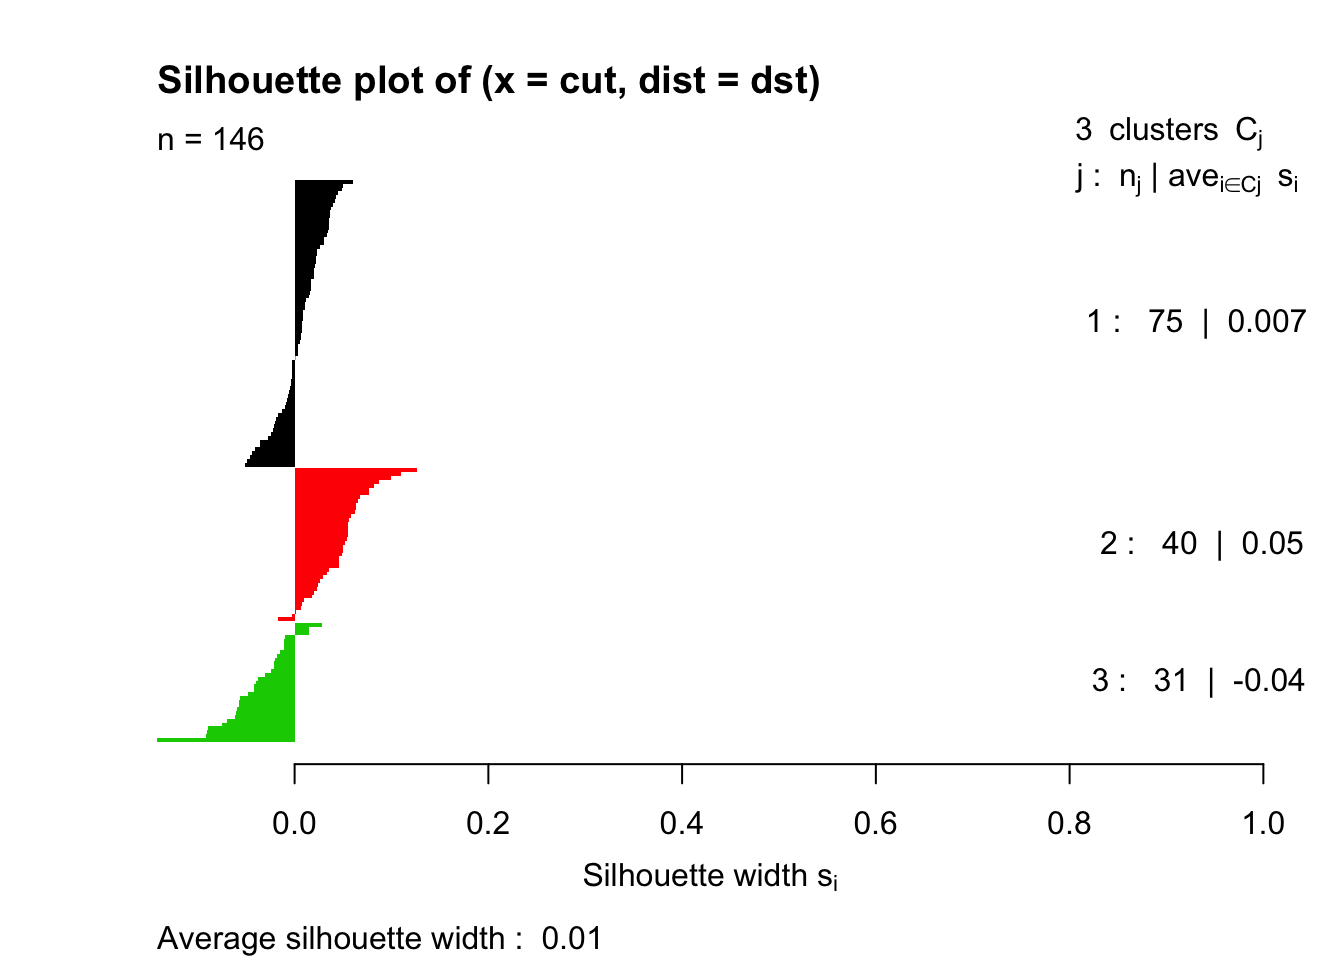 Silhouette plot of (x = cut, dist = dst)
n = 146
3 clusters Cj
j : nj | avei∈Cj si
1 : 75 | 0.007
2 : 40 | 0.05
3 : 31 | -0.04
0.0 0.2 0.4 0.6 0.8 1.0
Silhouette width si
Average silhouette width : 0.01